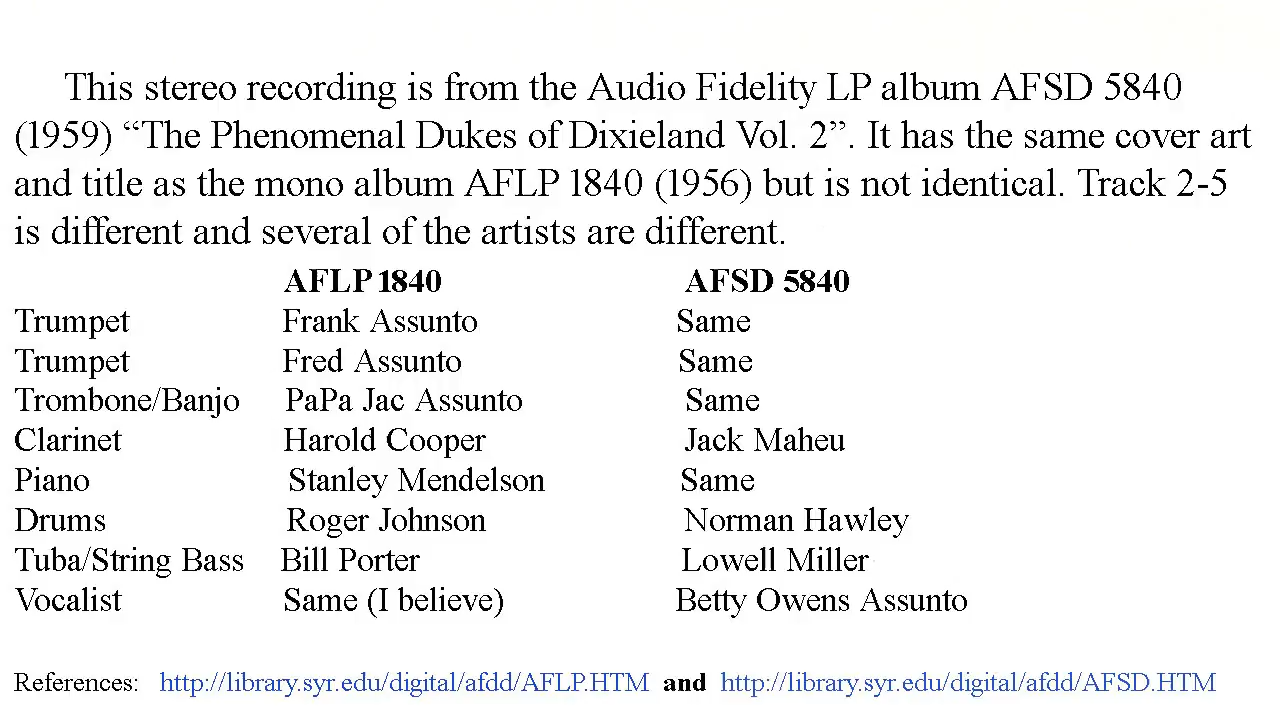 This stereo recording is from the Audio Fidelity LP album AFSD 5840
(1959) “The Phenomenal Dukes of Dixieland Vol. 2”. It has the same cover art
and title as the mono album AFLP 1840 (1956) but is not identical. Track 2-5
is different and several of the artists are different.
AFLP 1840 AFSD 5840
Trumpet Frank Assunto Same
Trumpet Fred Assunto Same
Trombone/Banjo PaPa Jac Assunto Same
Clarinet Harold Cooper Jack Maheu
Piano Stanley Mendelson Same
Drums Roger Johnson Norman Hawley
Tuba/String Bass Bill Porter Lowell Miller
Vocalist Same (I believe) Betty Owens Assunto
References: http://library.syr.edu/digital/afdd/AFLP.HTM and http://library.syr.edu/digital/afdd/AFSD.HTM